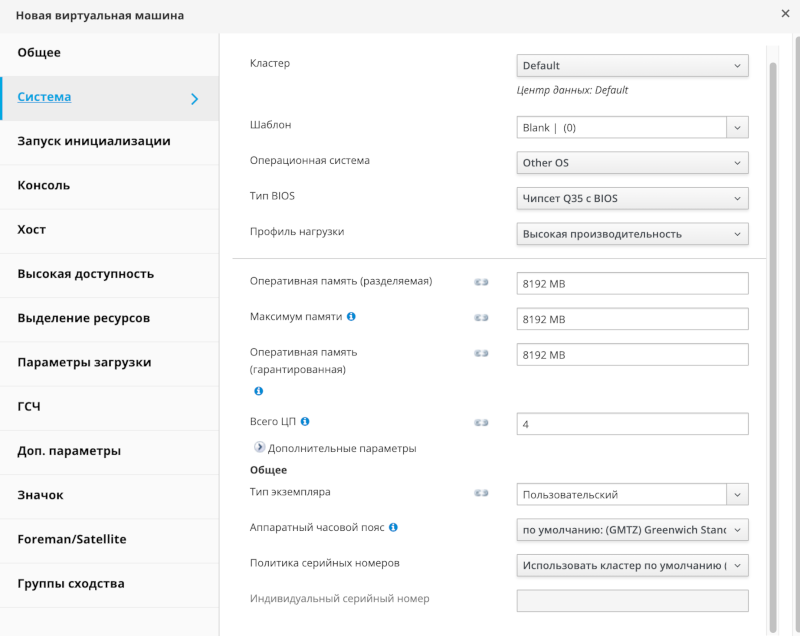 Новая виртуальная машина
Общее
Система
Запуск инициализации
Консоль
Хост
Высокая доступность
Выделение ресурсов
Параметры загрузки
ГСЧ
Доп. параметры
Значок
Foreman/Satellite
Группы сходства
Кластер
Default
Центр данных: Default
Шаблон
Blank | (0)
Операционная система
Other OS
Тип BIOS
Чипсет Q35 с BIOS
Профиль нагрузки
Высокая производительность
Оперативная память (разделяемая)
8192 MB
Максимум памяти
8192 MB
Оперативная память
(гарантированная)
8192 MB
Всего ЦП
4
Дополнительные параметры
Общее
Тип экземпляра
Пользовательский
Аппаратный часовой пояс
по умолчанию: (GMTZ) Greenwich Stanc
Политика серийных номеров
Использовать кластер по умолчанию (
Индивидуальный серийный номер